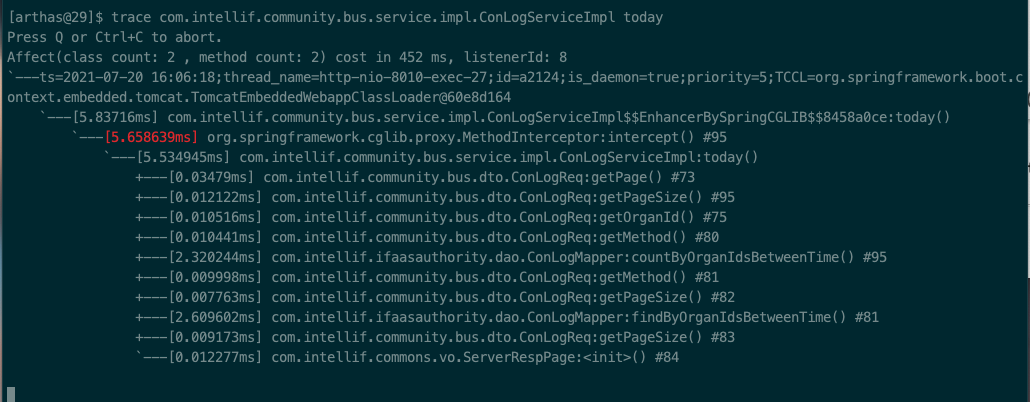 [arthas@29]$ trace com.intellif.community.bus.service.impl.ConLogServiceImpl today
Press Q or Ctrl+C to abort.
Affect(class count: 2 , method count: 2) cost in 452 ms, listenerId: 8
`---ts=2021-07-20 16:06:18;thread_name=http-nio-8010-exec-27;id=a2124;is_daemon=true;priority=5;TCCL=org.springframework.boot.c
ontext.embedded.tomcat.TomcatEmbeddedWebappClassLoader@60e8d164
    `---[5.83716ms] com.intellif.community.bus.service.impl.ConLogServiceImpl$$EnhancerBySpringCGLIB$$8458a0ce:today()
        `---[5.658639ms] org.springframework.cglib.proxy.MethodInterceptor:intercept() #95
            `---[5.534945ms] com.intellif.community.bus.service.impl.ConLogServiceImpl:today()
                +---[0.03479ms] com.intellif.community.bus.dto.ConLogReq:getPage() #73
                +---[0.012122ms] com.intellif.community.bus.dto.ConLogReq:getPageSize() #95
                +---[0.010516ms] com.intellif.community.bus.dto.ConLogReq:getOrganId() #75
                +---[0.010441ms] com.intellif.community.bus.dto.ConLogReq:getMethod() #80
                +---[2.320244ms] com.intellif.ifaasauthority.dao.ConLogMapper:countByOrganIdsBetweenTime() #95
                +---[0.009998ms] com.intellif.community.bus.dto.ConLogReq:getMethod() #81
                +---[0.007763ms] com.intellif.community.bus.dto.ConLogReq:getPageSize() #82
                +---[2.609602ms] com.intellif.ifaasauthority.dao.ConLogMapper:findByOrganIdsBetweenTime() #81
                +---[0.009173ms] com.intellif.community.bus.dto.ConLogReq:getPageSize() #83
                `---[0.012277ms] com.intellif.commons.vo.ServerRespPage:<init>() #84